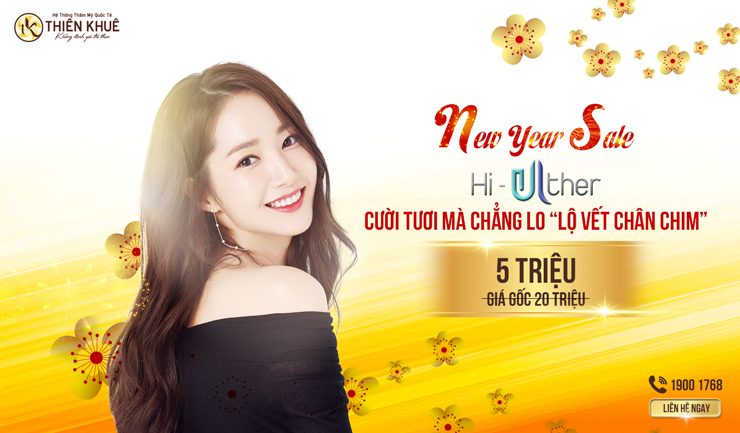 Hệ Thống Thẩm Mỹ Quốc Tế
THIÊN KHUÊ
Khẳng danh giá trị thực
New Year Sale
Hi - Ulther
CƯỜI TƯƠI MÀ CHẲNG LO “LỘ VẾT CHÂN CHIM”
5 TRIỆU
GIÁ GỐC 20 TRIỆU
1900 1768
LIÊN HỆ NGAY